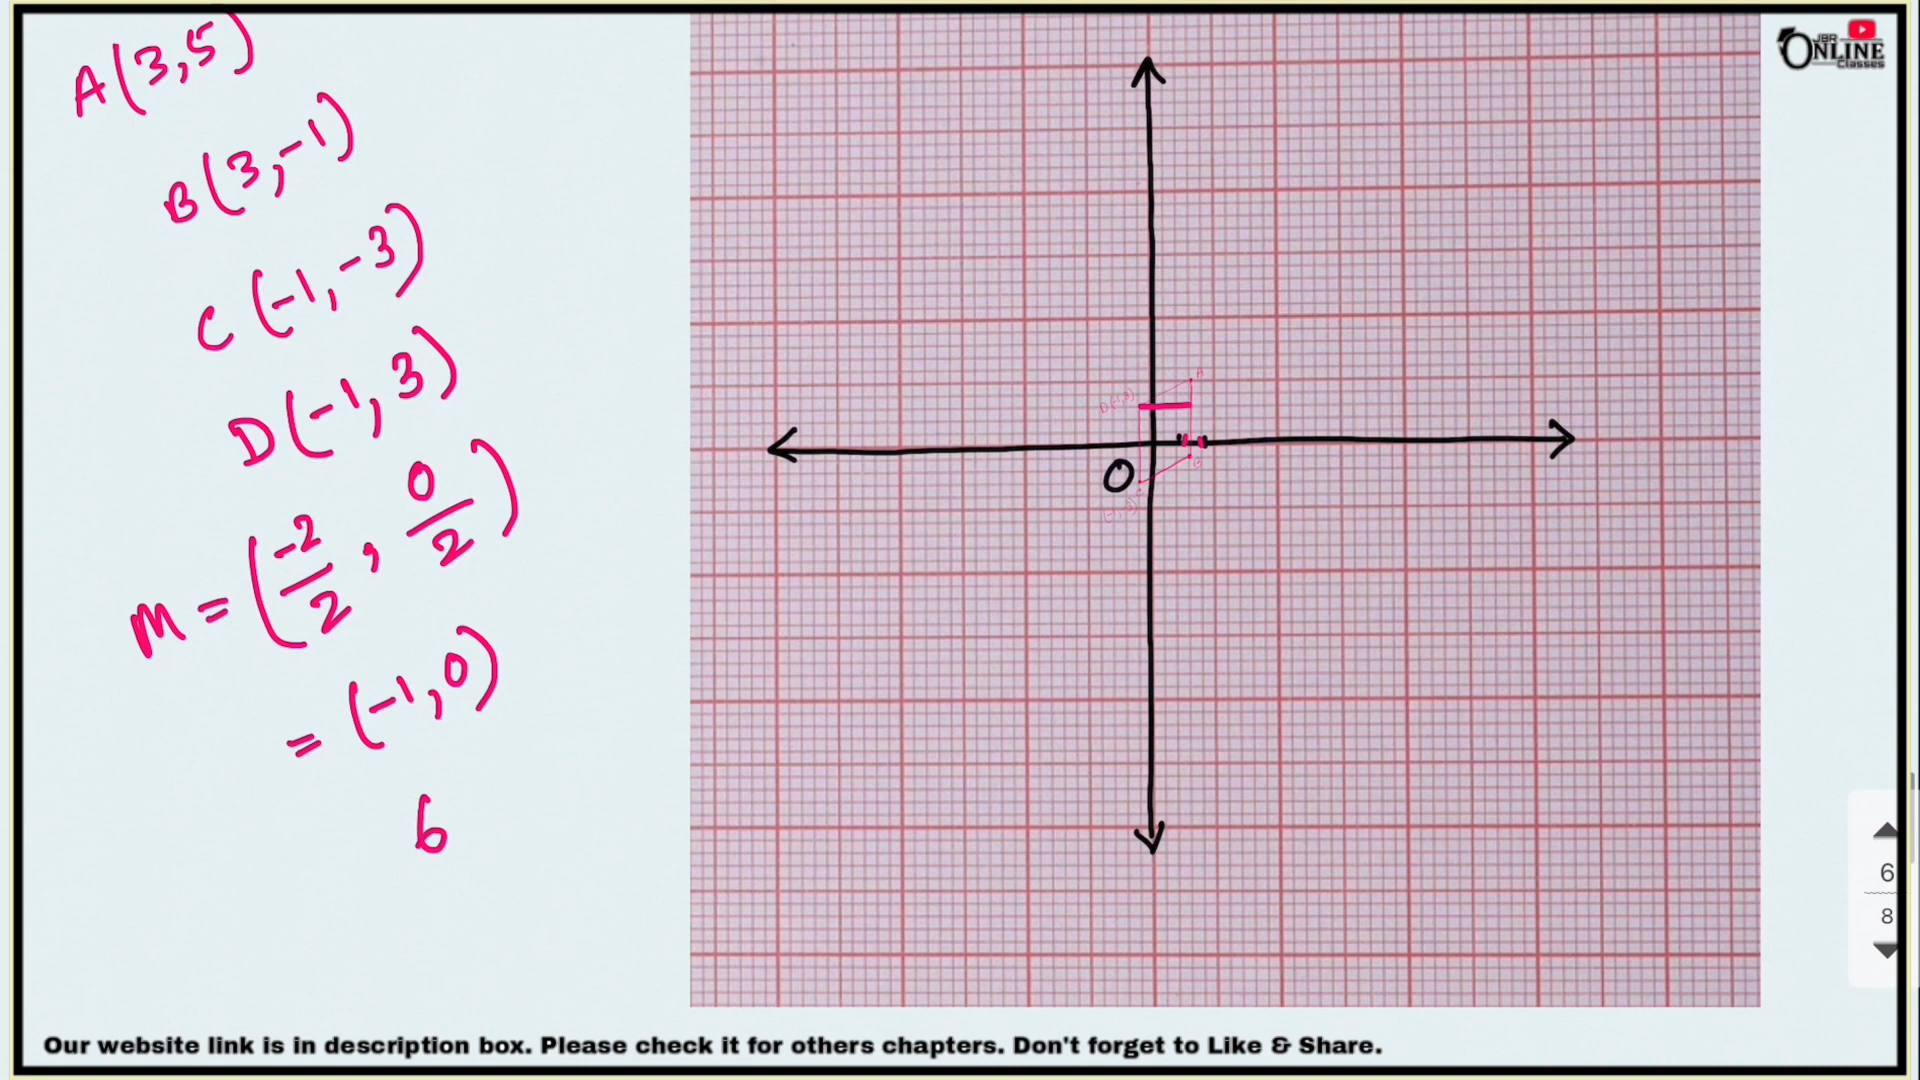 A(3,5)
B(3,-1)
C(-1,-3)
D(-1,3)
M = (-2/2, 0/2)
= (-1,0)
6
JBR
ONLINE
Classes
A
D(-1,3)
O
6
8
Our website link is in description box. Please check it for others chapters. Don't forget to Like & Share.